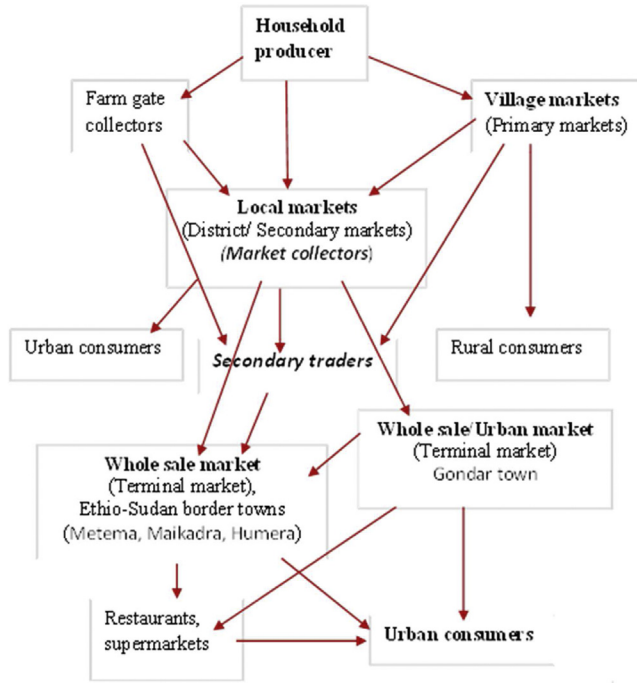 Household
producer
Farm gate
collectors
Village markets
(Primary markets)
Local markets
(District/ Secondary markets)
(Market collectors)
Urban consumers
Secondary traders
Rural consumers
Whole sale/Urban market
(Terminal market)
Gondar town
Whole sale market
(Terminal market),
Ethio-Sudan border towns
(Metema, Maikadra, Humera)
Restaurants,
supermarkets
Urban consumers